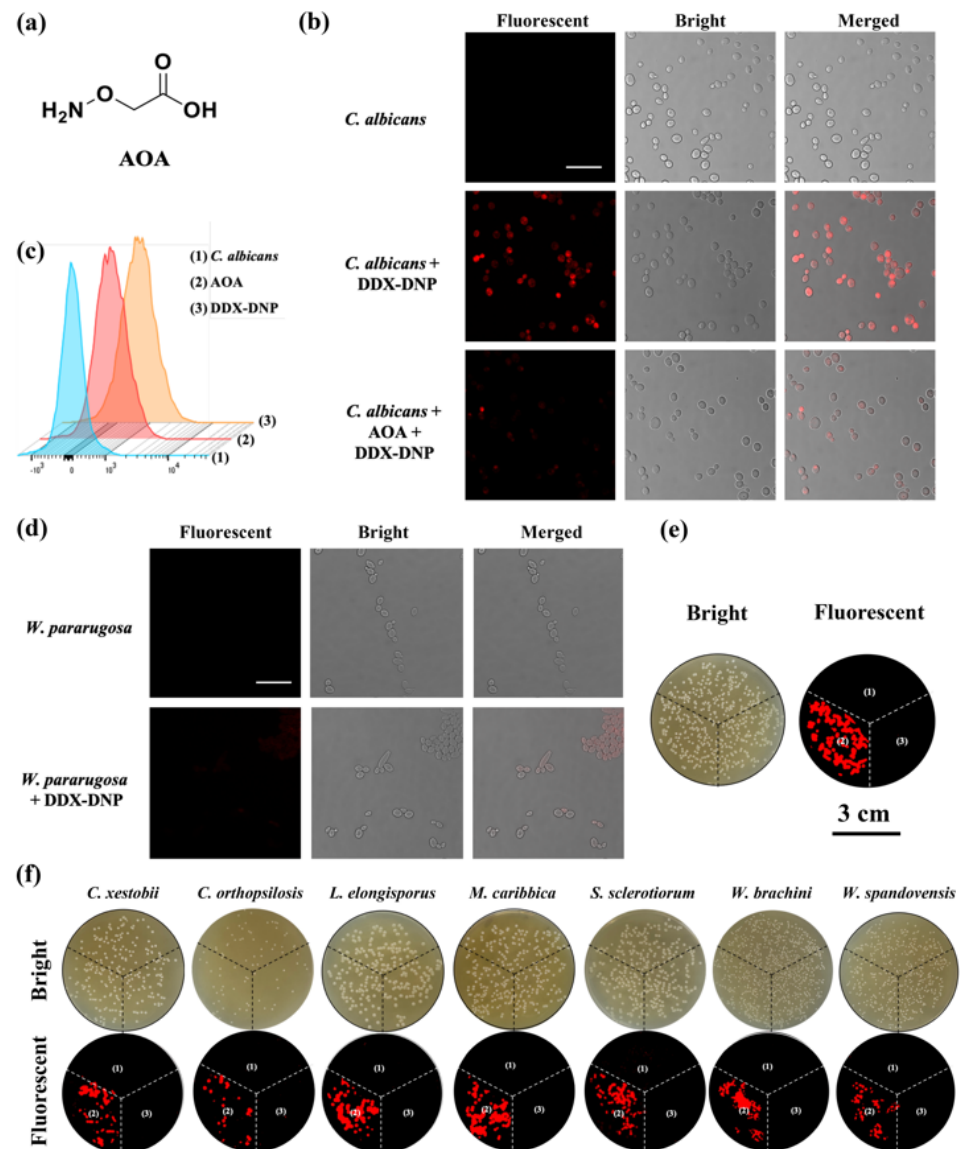 (a)
O
H₂N
O
OH
AOA
(b)
Fluorescent Bright Merged
C. albicans
C. albicans +
DDX-DNP
C. albicans +
AOA +
DDX-DNP
(c)
(1) C. albicans
(2) AOA
(3) DDX-DNP
(3)
(2)
(1)
-10³ 0 10³ 10⁴
(d)
Fluorescent Bright Merged
W. pararugosa
W. pararugosa
+ DDX-DNP
(e)
Bright Fluorescent
(1)
(2) (3)
3 cm
(f)
C. xestobii C. orthopsilosis L. elongisporus M. caribbica S. sclerotiorum W. brachini W. spandovensis
Bright
Fluorescent
(1) (1) (1) (1) (1) (1) (1)
(2) (3) (2) (3) (2) (3) (2) (3) (2) (3) (2) (3) (2) (3)